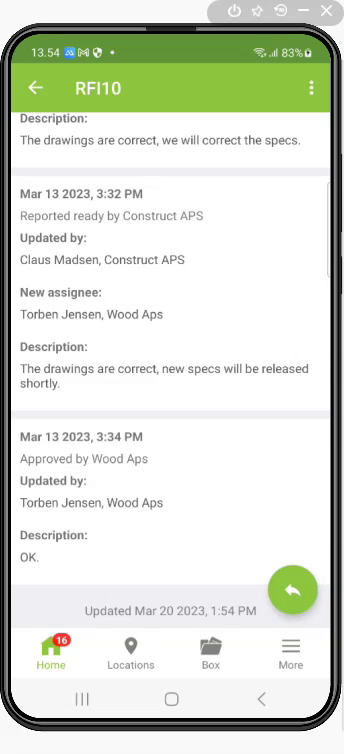 13.54
83%
RFI10
Description:
The drawings are correct, we will correct the specs.
Mar 13 2023, 3:32 PM
Reported ready by Construct APS
Updated by:
Claus Madsen, Construct APS
New assignee:
Torben Jensen, Wood Aps
Description:
The drawings are correct, new specs will be released
shortly.
Mar 13 2023, 3:34 PM
Approved by Wood Aps
Updated by:
Torben Jensen, Wood Aps
Description:
OK.
Updated Mar 20 2023, 1:54 PM
16
Home
Locations
Box
More